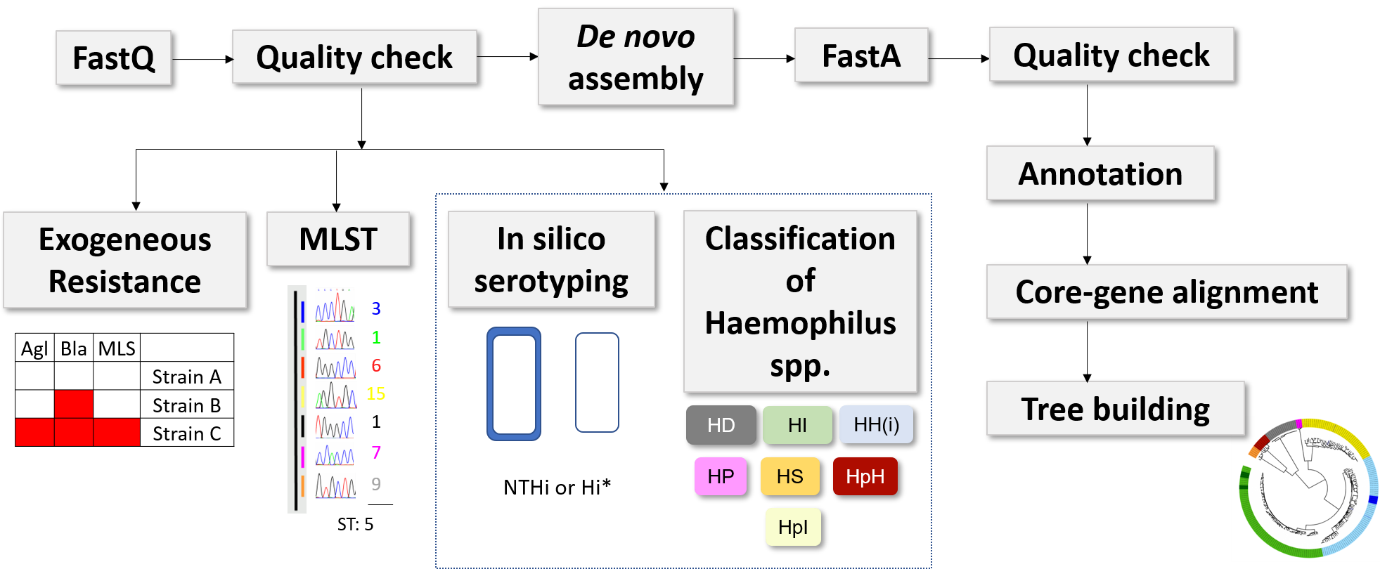 FastQ
Quality check
De novo
assembly
FastA
Quality check
Annotation
Core-gene alignment
Tree building
Exogeneous
Resistance
Agl Bla MLS
Strain A
Strain B
Strain C
MLST
3
1
6
15
1
7
9
ST: 5
In silico
serotyping
NTHi or Hi*
Classification
of
Haemophilus
spp.
HD HI HH(i)
HP HS HpH
HpI